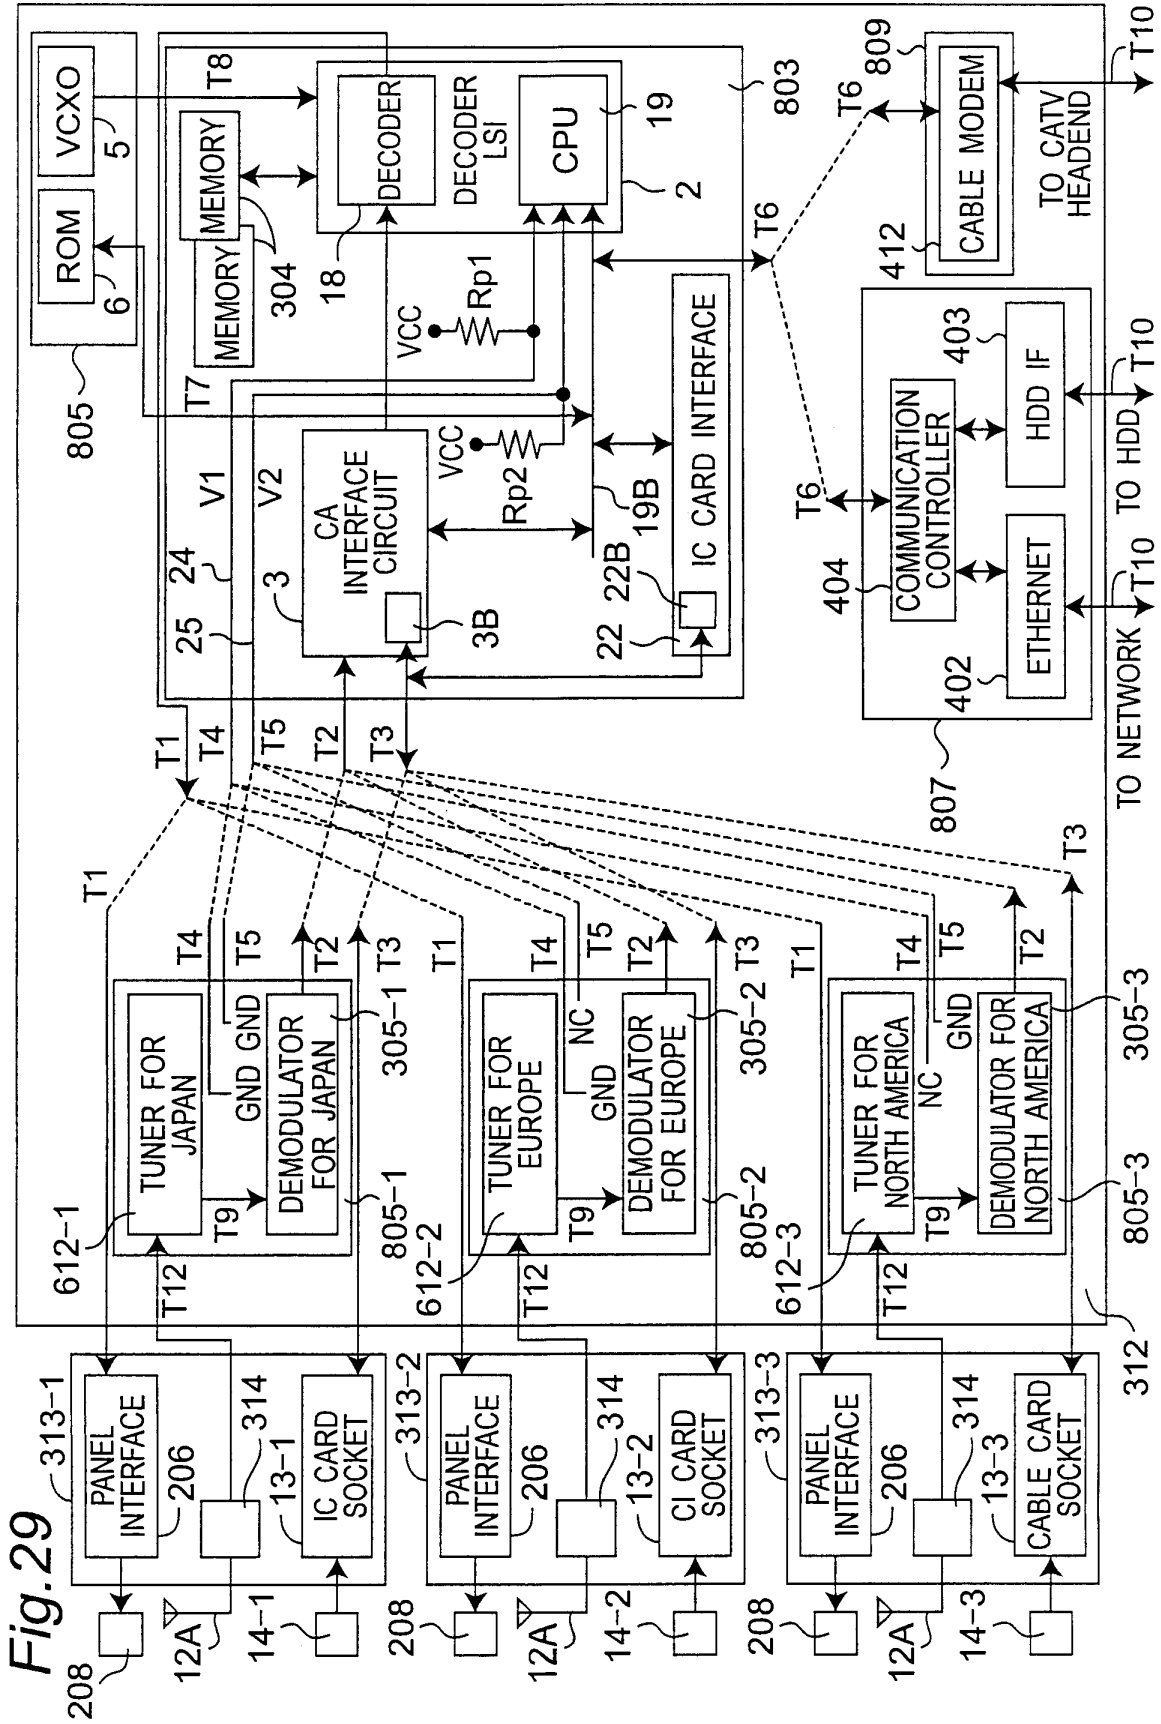 Fig.29
208
313-1
PANEL
INTERFACE
206
12A
314
14-1
13-1
IC CARD
SOCKET
208
313-2
PANEL
INTERFACE
206
12A
314
14-2
13-2
CI CARD
SOCKET
208
313-3
PANEL
INTERFACE
206
12A
314
14-3
13-3
CABLE CARD
SOCKET
312
612-1
T12
TUNER FOR
JAPAN
T9
GND
GND
DEMODULATOR
FOR JAPAN
805-1
305-1
T1
T4
T5
T2
T3
612-2
T12
TUNER FOR
EUROPE
T9
GND
NC
DEMODULATOR
FOR EUROPE
805-2
305-2
T1
T4
T5
T2
T3
612-3
T12
TUNER FOR
NORTH AMERICA
T9
NC
GND
DEMODULATOR FOR
NORTH AMERICA
805-3
305-3
T1
T4
T5
T2
T3
T1
T4
T5
T2
T3
25
24
V1
V2
3
CA
INTERFACE
CIRCUIT
3B
22
22B
IC CARD INTERFACE
19B
VCC
Rp2
VCC
Rp1
805
ROM
6
VCXO
5
T7
T8
MEMORY
MEMORY
304
18
DECODER
DECODER
LSI
CPU
19
2
803
T6
T6
T6
807
404
COMMUNICATION
CONTROLLER
402
ETHERNET
403
HDD IF
T10
TO NETWORK
T10
TO HDD
809
412
CABLE MODEM
T10
TO CATV
HEADEND